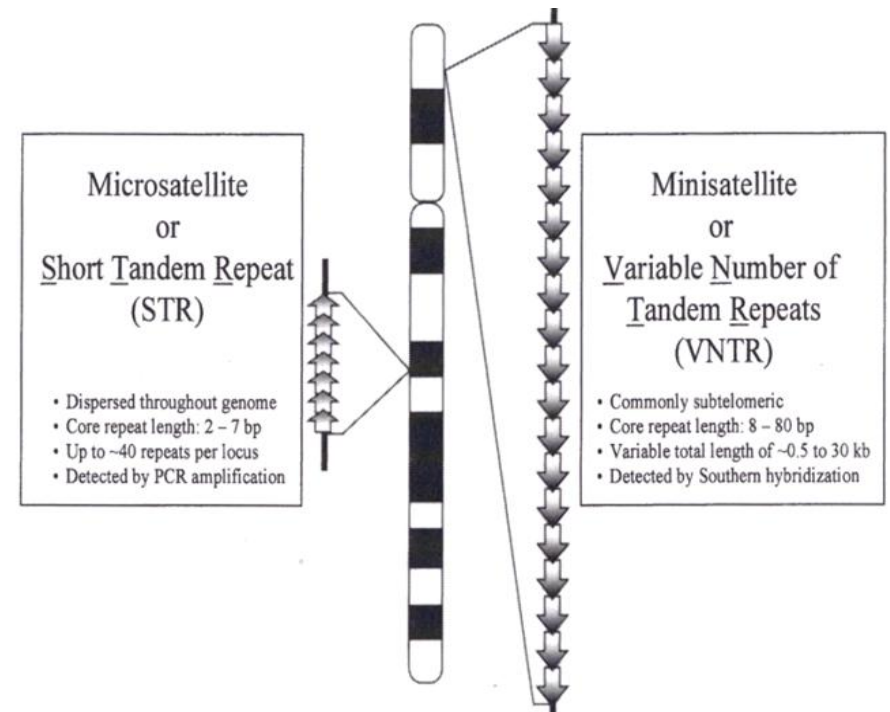 Microsatellite
or
Short Tandem Repeat
(STR)
• Dispersed throughout genome
• Core repeat length: 2 – 7 bp
• Up to ~40 repeats per locus
• Detected by PCR amplification
Minisatellite
or
Variable Number of
Tandem Repeats
(VNTR)
• Commonly subtelomeric
• Core repeat length: 8 – 80 bp
• Variable total length of ~0.5 to 30 kb
• Detected by Southern hybridization